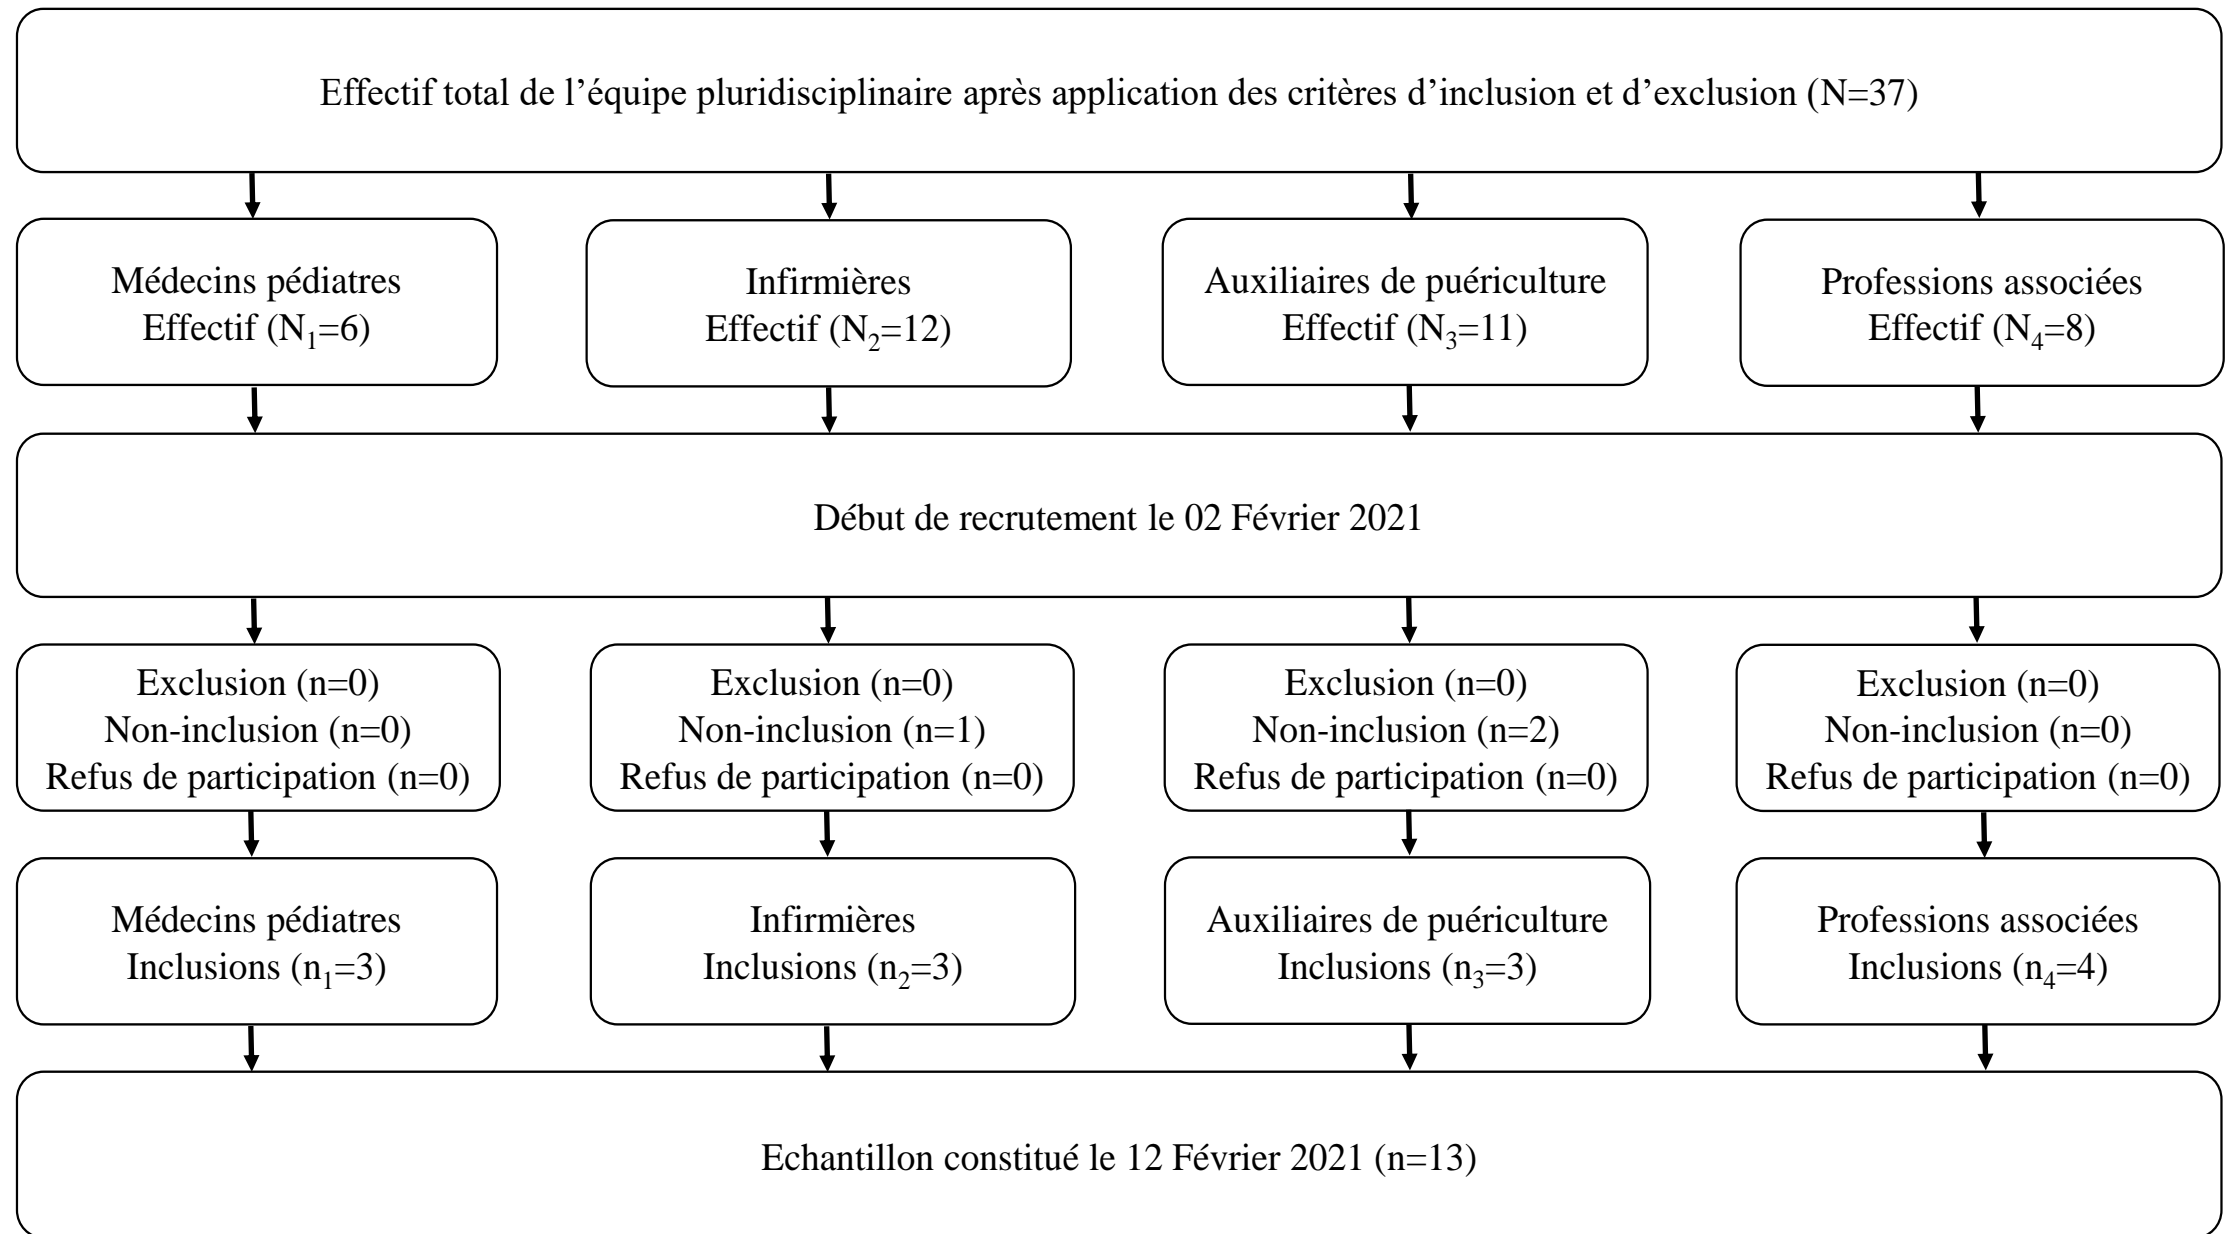 Effectif total de l’équipe pluridisciplinaire après application des critères d’inclusion et d’exclusion (N=37)
Médecins pédiatres
Effectif (N₁=6)
Infirmières
Effectif (N₂=12)
Auxiliaires de puériculture
Effectif (N₃=11)
Professions associées
Effectif (N₄=8)
Début de recrutement le 02 Février 2021
Exclusion (n=0)
Non-inclusion (n=0)
Refus de participation (n=0)
Exclusion (n=0)
Non-inclusion (n=1)
Refus de participation (n=0)
Exclusion (n=0)
Non-inclusion (n=2)
Refus de participation (n=0)
Exclusion (n=0)
Non-inclusion (n=0)
Refus de participation (n=0)
Médecins pédiatres
Inclusions (n₁=3)
Infirmières
Inclusions (n₂=3)
Auxiliaires de puériculture
Inclusions (n₃=3)
Professions associées
Inclusions (n₄=4)
Echantillon constitué le 12 Février 2021 (n=13)